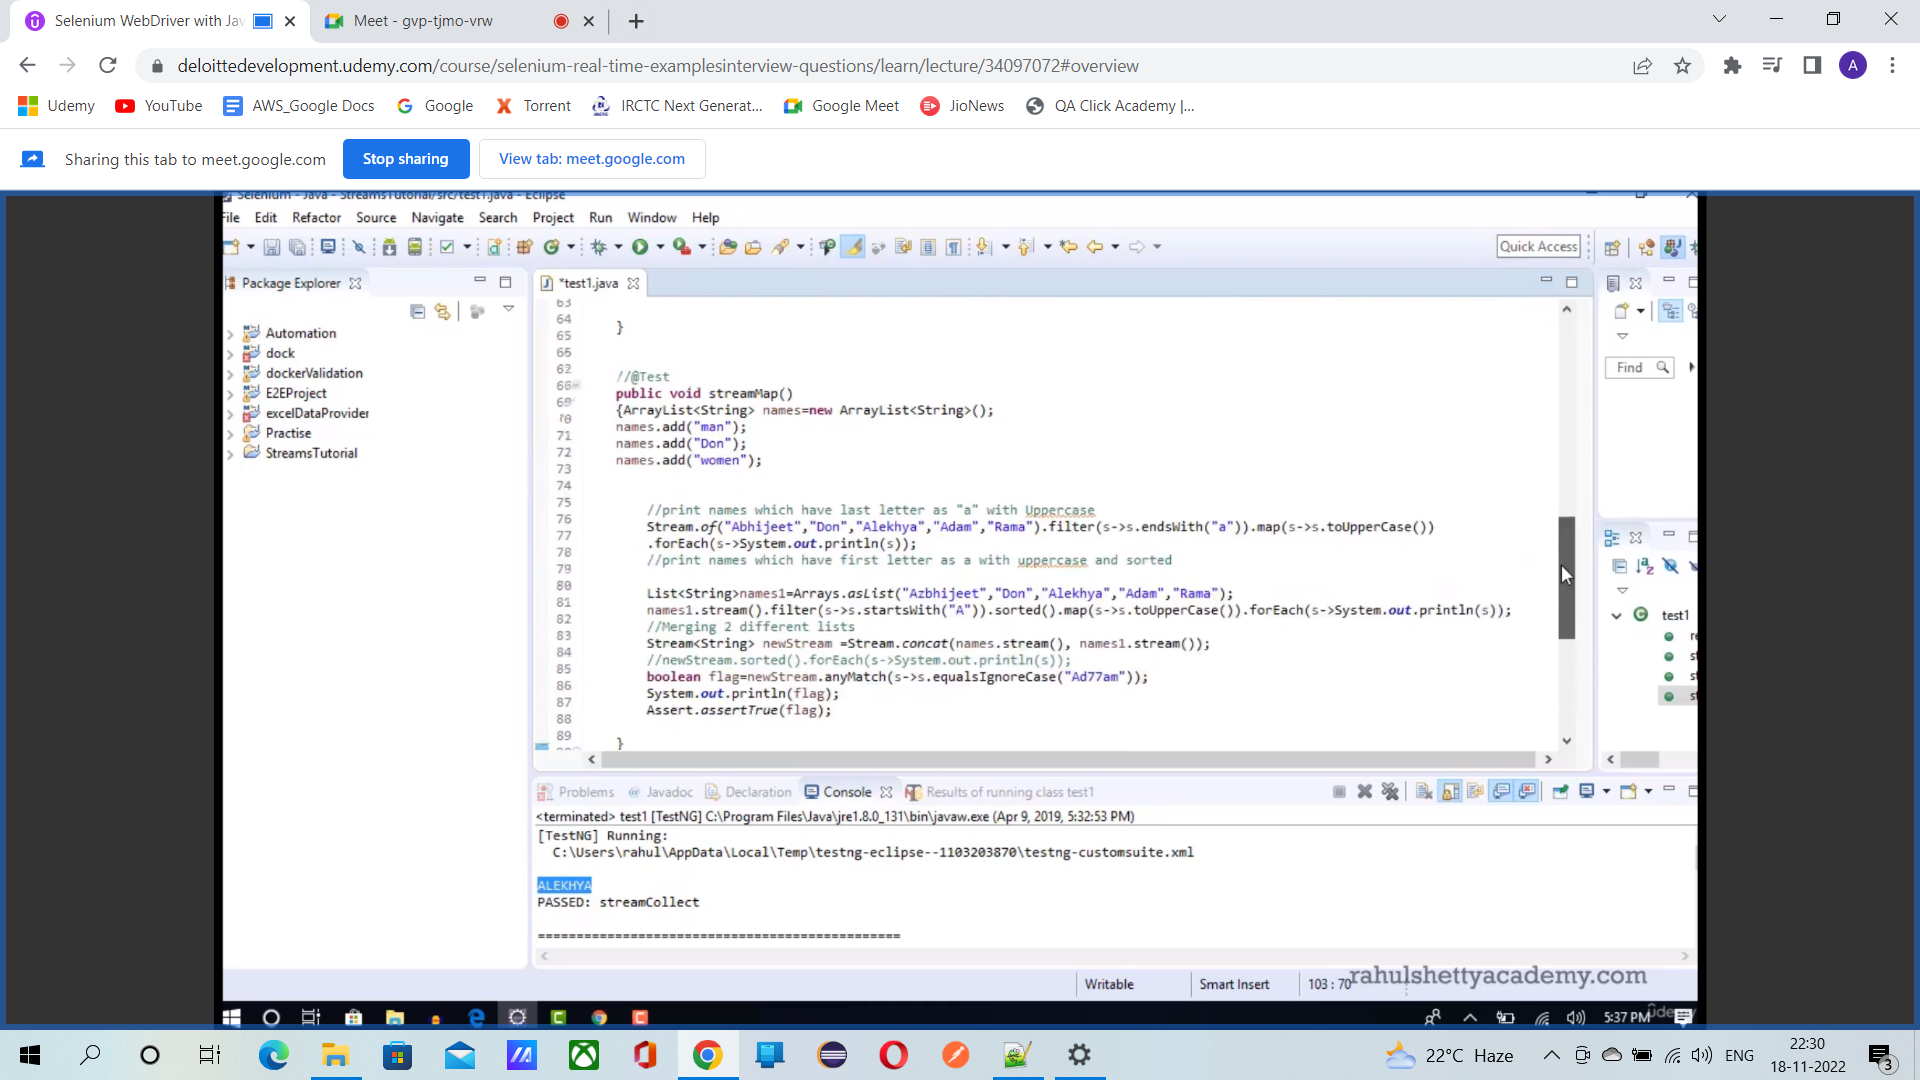 Selenium WebDriver with Jav
Meet - gvp-tjmo-vrw
deloittedevelopment.udemy.com/course/selenium-real-time-examplesinterview-questions/learn/lecture/34097072#overview
A
Udemy YouTube AWS_Google Docs Google Torrent IRCTC Next Generat... Google Meet JioNews QA Click Academy |...
Sharing this tab to meet.google.com Stop sharing View tab: meet.google.com
Selenium - Java - StreamsTutorial/src/test1.java - Eclipse
File Edit Refactor Source Navigate Search Project Run Window Help
Quick Access
Package Explorer
*test1.java
Automation
dock
dockerValidation
E2EProject
excelDataProvider
Practise
StreamsTutorial
63
64
65 }
66
67
//@Test
public void streamMap()
69 {ArrayList<String> names=new ArrayList<String>();
70
71 names.add("man");
72 names.add("Don");
73 names.add("women");
74
75
76 //print names which have last letter as "a" with Uppercase
77 Stream.of("Abhijeet","Don","Alekhya","Adam","Rama").filter(s->s.endsWith("a")).map(s->s.toUpperCase())
78 .forEach(s->System.out.println(s));
79 //print names which have first letter as a with uppercase and sorted
80
81 List<String>names1=Arrays.asList("Azbhijeet","Don","Alekhya","Adam","Rama");
82 names1.stream().filter(s->s.startsWith("A")).sorted().map(s->s.toUpperCase()).forEach(s->System.out.println(s));
83 //Merging 2 different lists
84 Stream<String> newStream =Stream.concat(names.stream(), names1.stream());
85 //newStream.sorted().forEach(s->System.out.println(s));
86 boolean flag=newStream.anyMatch(s->s.equalsIgnoreCase("Ad77am"));
87 System.out.println(flag);
88 Assert.assertTrue(flag);
89
}
Find
test1
Problems @ Javadoc Declaration Console Results of running class test1
<terminated> test1 [TestNG] C:\Program Files\Java\jre1.8.0_131\bin\javaw.exe (Apr 9, 2019, 5:32:53 PM)
[TestNG] Running:
C:\Users\rahul\AppData\Local\Temp\testng-eclipse--1103203870\testng-customsuite.xml
ALEKHYA
PASSED: streamCollect
===============================================
Writable Smart Insert 103 : 70
rahulshettyacademy.com
5:37 PM
22°C Haze
ENG
22:30
18-11-2022
3